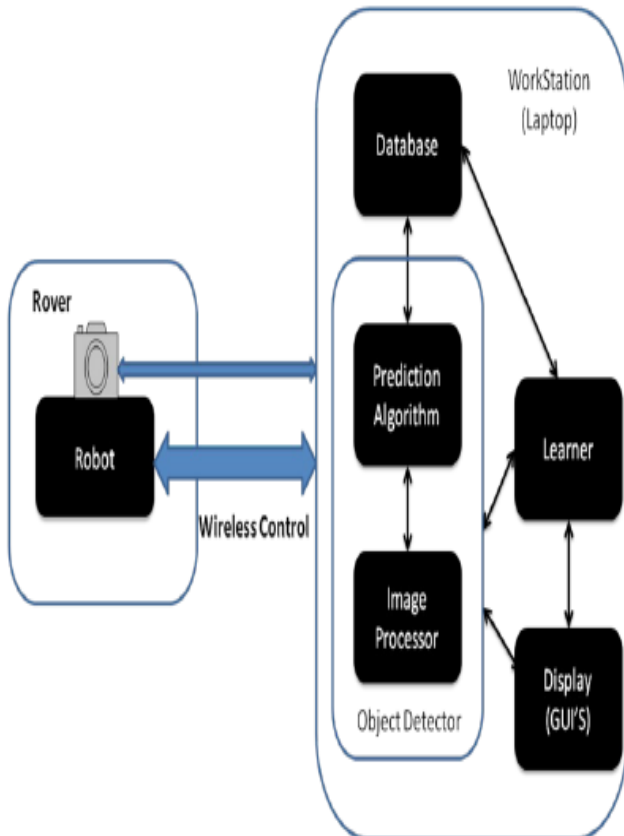 WorkStation
(Laptop)
Database
Rover
Prediction
Algorithm
Robot
Learner
Wireless Control
Image
Processor
Display
(GUI'S)
Object Detector